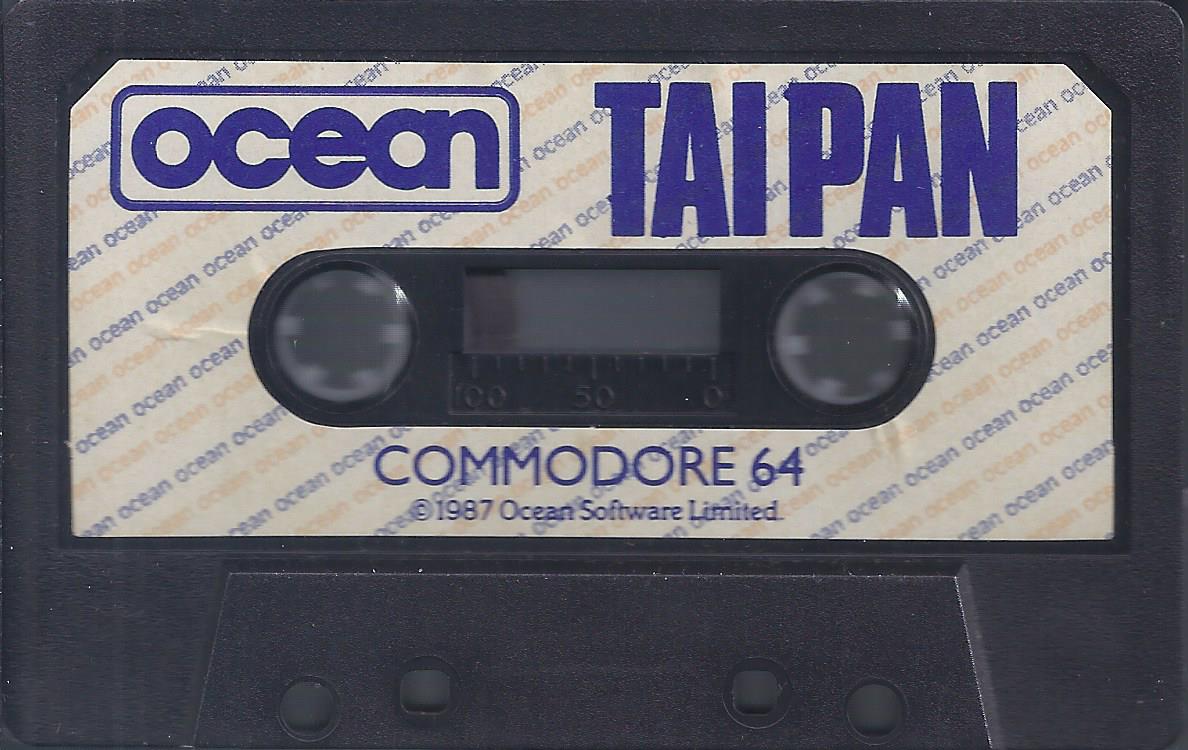 ocean
TAI PAN
100 50 0
COMMODORE 64
©1987 Ocean Software Limited.